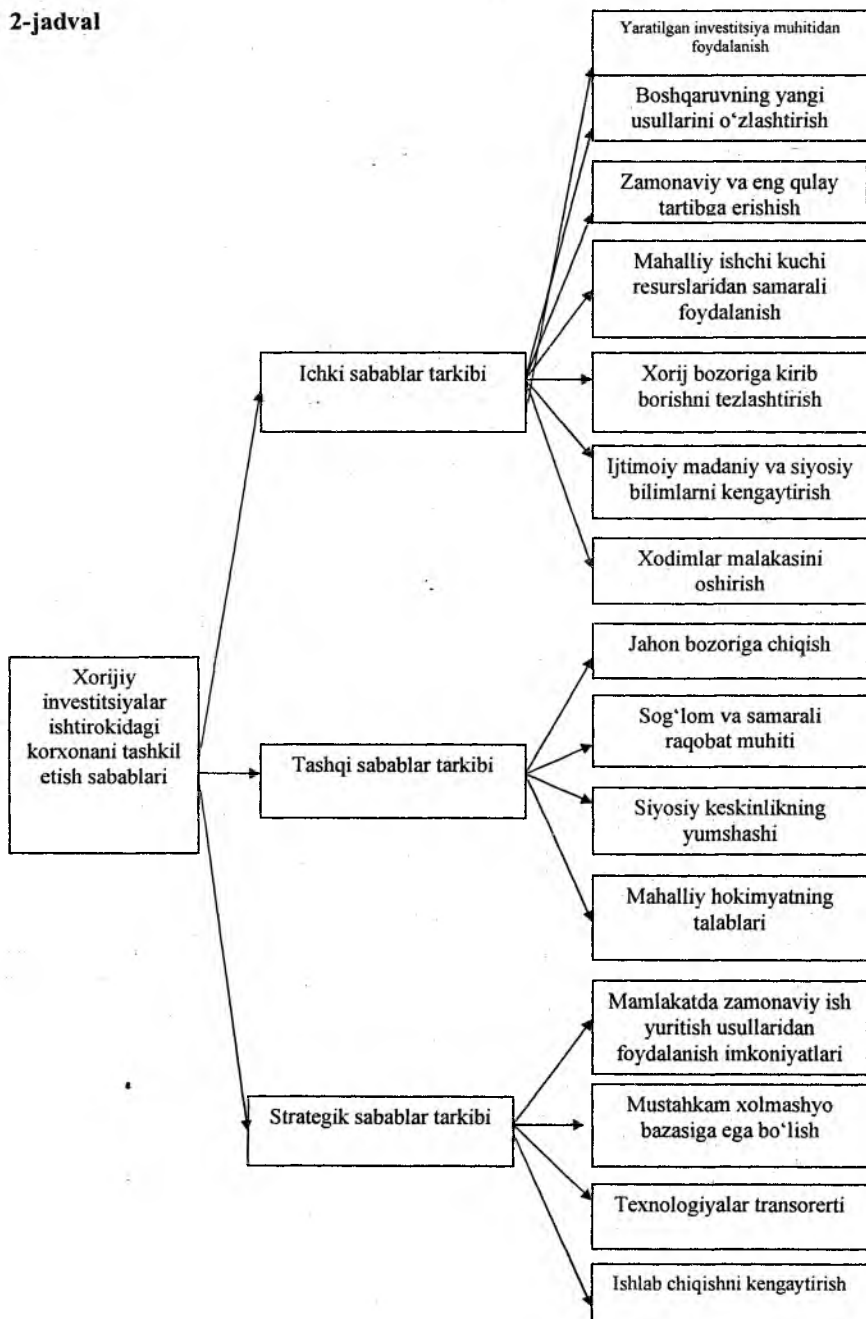 2-jadval
Yaratilgan investitsiya muhitidan
foydalanish
Boshqaruvning yangi
usullarini o‘zlashtirish
Zamonaviy va eng qulay
tartibga erishish
Mahalliy ishchi kuchi
resurslaridan samarali
foydalanish
Ichki sabablar tarkibi
Xorij bozoriga kirib
borishni tezlashtirish
Ijtimoiy madaniy va siyosiy
bilimlarni kengaytirish
Xodimlar malakasini
oshirish
Xorijiy
investitsiyalar
ishtirokidagi
korxonani tashkil
etish sabablari
Jahon bozoriga chiqish
Sog‘lom va samarali
raqobat muhiti
Tashqi sabablar tarkibi
Siyosiy keskinlikning
yumshashi
Mahalliy hokimyatning
talablari
Mamlakatda zamonaviy ish
yuritish usullaridan
foydalanish imkoniyatlari
Strategik sabablar tarkibi
Mustahkam xolmashyo
bazasiga ega bo‘lish
Texnologiyalar transorerti
Ishlab chiqishni kengaytirish